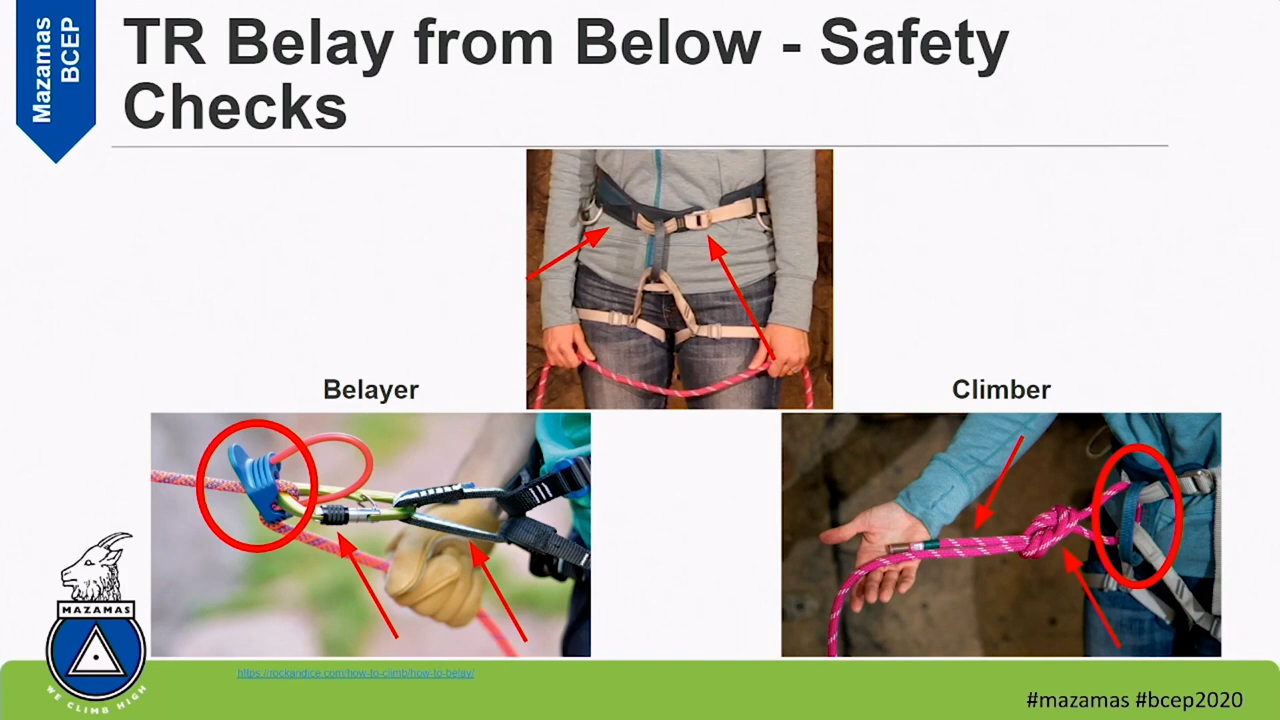 Mazamas
BCEP
TR Belay from Below - Safety
Checks
Belayer
Climber
MAZAMAS
WE CLIMB HIGH
https://rockandice.com/how-to-climb/how-to-belay/
#mazamas #bcep2020